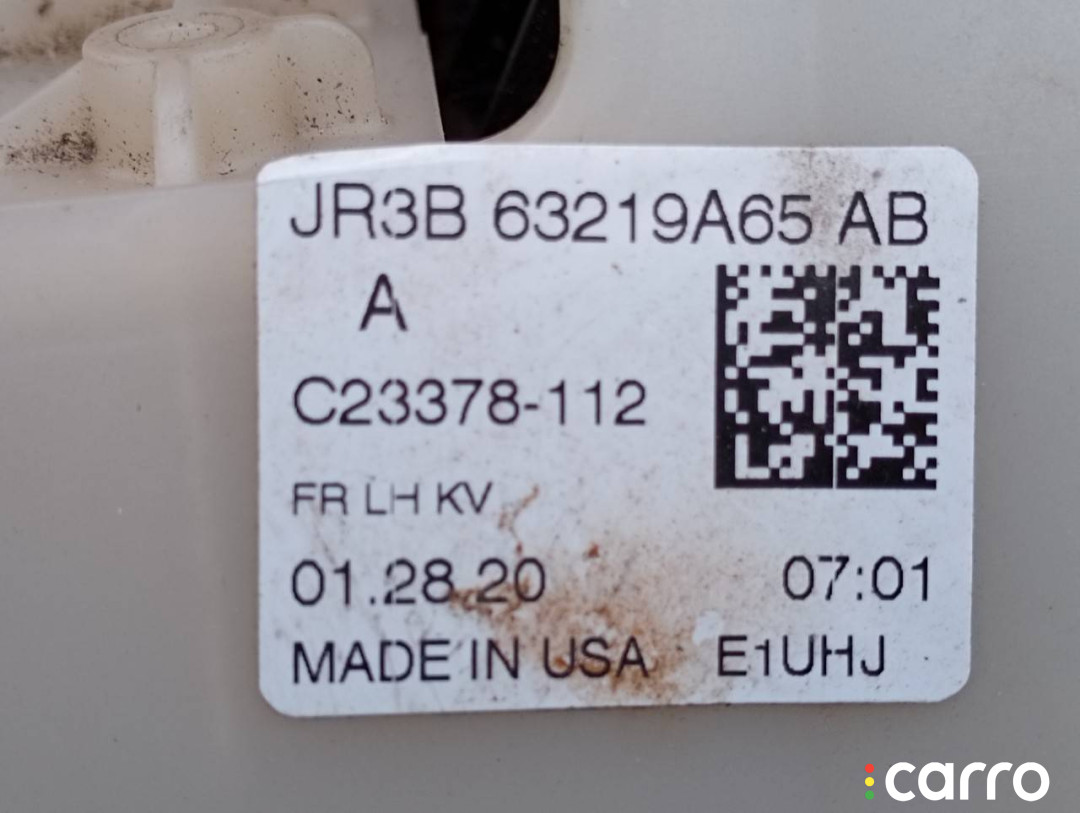 JR3B 63219A65 AB
A
C23378-112
FR LH KV
01.28.20 07:01
MADE IN USA E1UHJ
carro